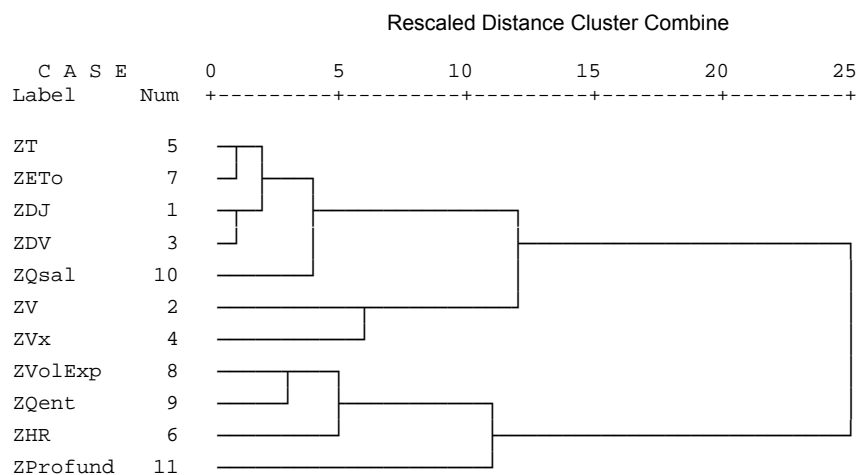 Rescaled Distance Cluster Combine
C A S E 0 5 10 15 20 25
Label Num +---------+---------+---------+---------+---------+
ZT 5
ZETo 7
ZDJ 1
ZDV 3
ZQsal 10
ZV 2
ZVx 4
ZVolExp 8
ZQent 9
ZHR 6
ZProfund 11